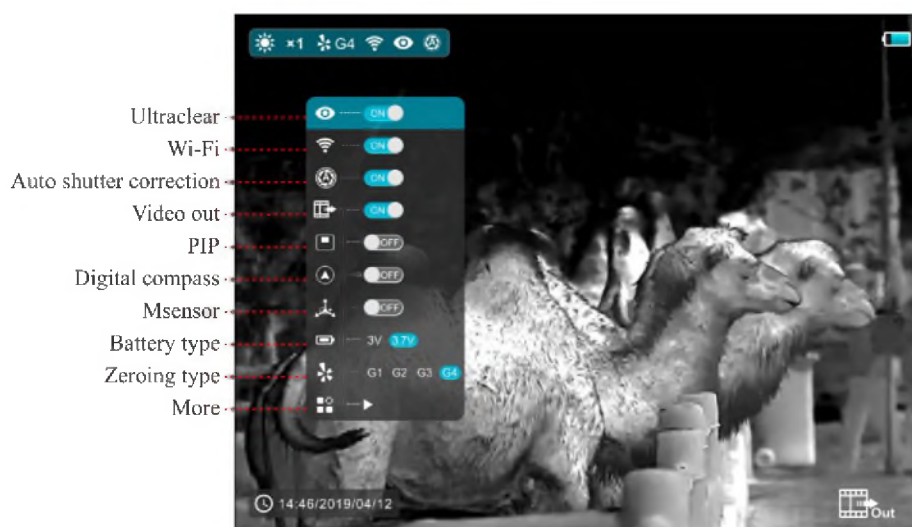 ×1 G4
Ultraclear ON
Wi-Fi ON
Auto shutter correction ON
Video out ON
PIP OFF
Digital compass OFF
Msensor OFF
Battery type 3V 3.7V
Zeroing type G1 G2 G3 G4
More
14:46/2019/04/12
Out